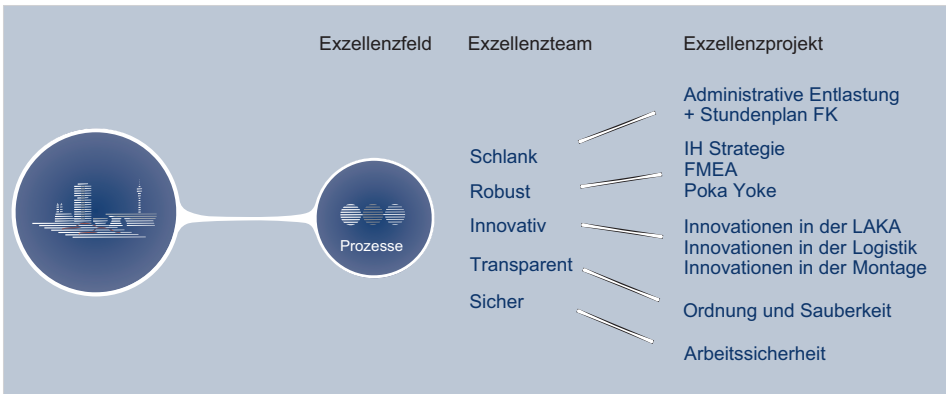 Exzellenzfeld Exzellenzteam Exzellenzprojekt
Prozesse
Schlank
Robust
Innovativ
Transparent
Sicher
Administrative Entlastung
+ Stundenplan FK
IH Strategie
FMEA
Poka Yoke
Innovationen in der LAKA
Innovationen in der Logistik
Innovationen in der Montage
Ordnung und Sauberkeit
Arbeitssicherheit